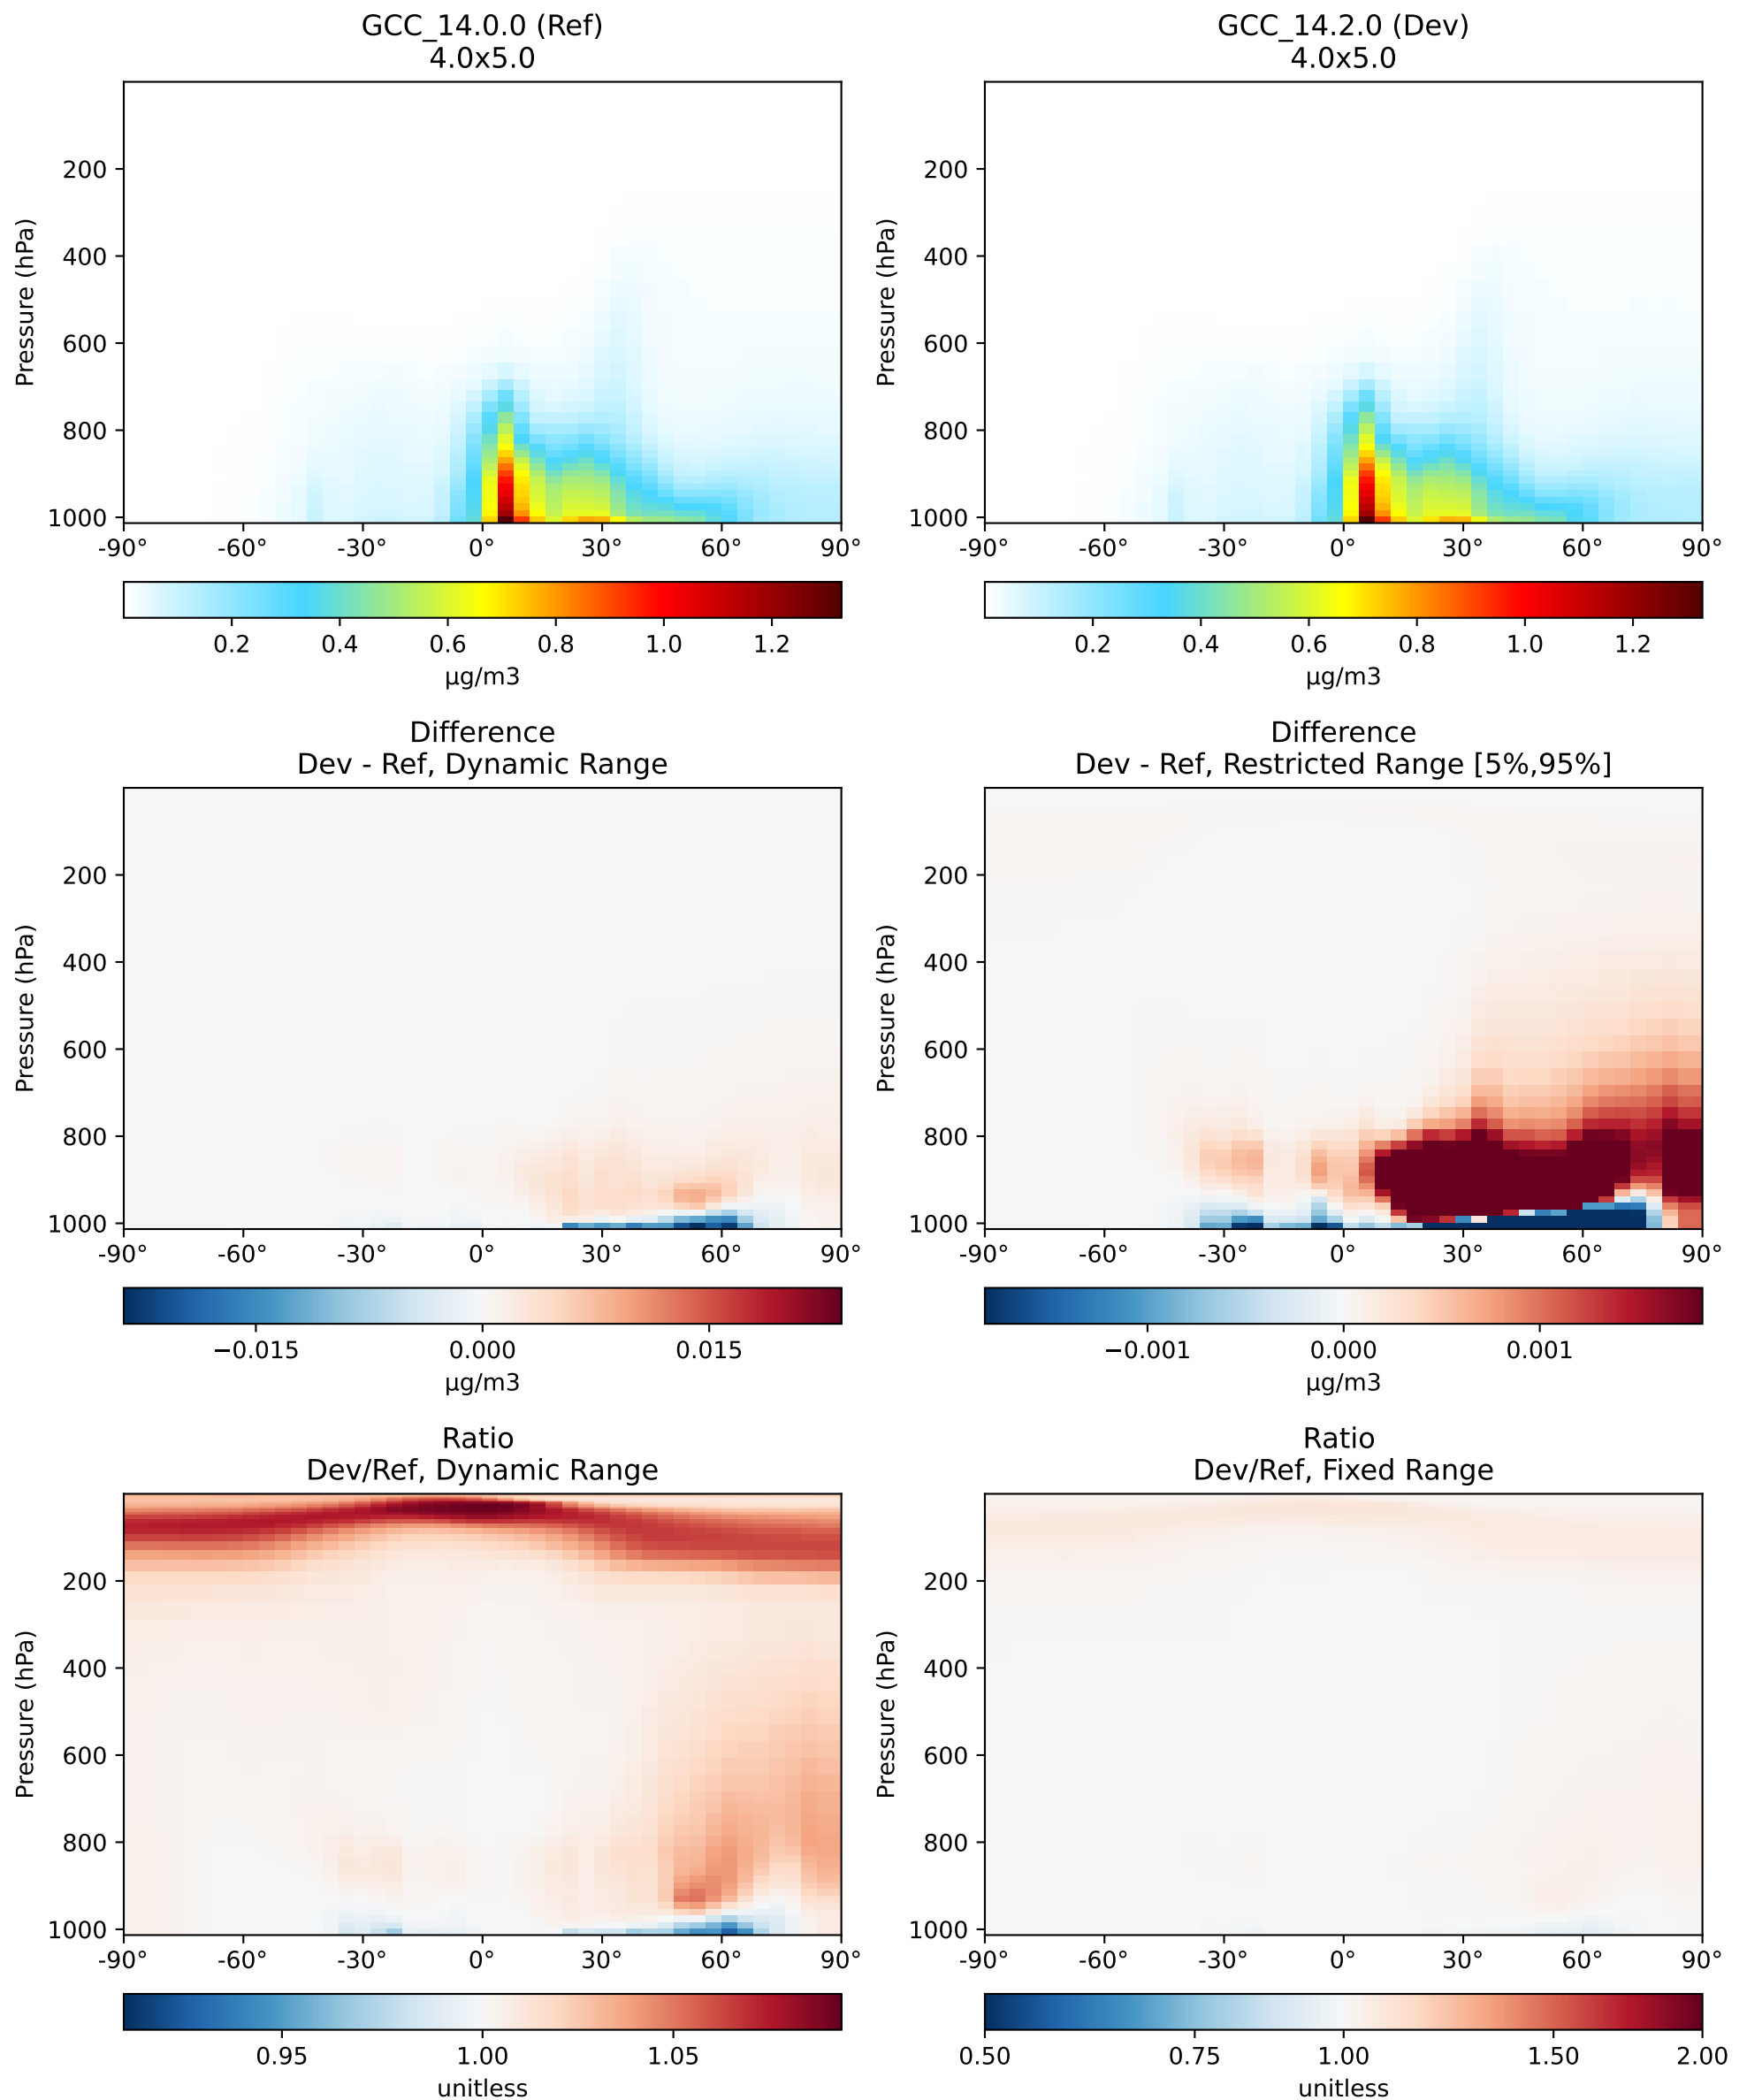 GCC_14.0.0 (Ref)
4.0x5.0
GCC_14.2.0 (Dev)
4.0x5.0
Pressure (hPa)
200
400
600
800
1000
-90° -60° -30° 0° 30° 60° 90°
0.2 0.4 0.6 0.8 1.0 1.2
μg/m3
Pressure (hPa)
200
400
600
800
1000
-90° -60° -30° 0° 30° 60° 90°
0.2 0.4 0.6 0.8 1.0 1.2
μg/m3
Difference
Dev - Ref, Dynamic Range
Pressure (hPa)
200
400
600
800
1000
-90° -60° -30° 0° 30° 60° 90°
−0.015 0.000 0.015
μg/m3
Difference
Dev - Ref, Restricted Range [5%,95%]
Pressure (hPa)
200
400
600
800
1000
-90° -60° -30° 0° 30° 60° 90°
−0.001 0.000 0.001
μg/m3
Ratio
Dev/Ref, Dynamic Range
Pressure (hPa)
200
400
600
800
1000
-90° -60° -30° 0° 30° 60° 90°
0.95 1.00 1.05
unitless
Ratio
Dev/Ref, Fixed Range
Pressure (hPa)
200
400
600
800
1000
-90° -60° -30° 0° 30° 60° 90°
0.50 0.75 1.00 1.50 2.00
unitless